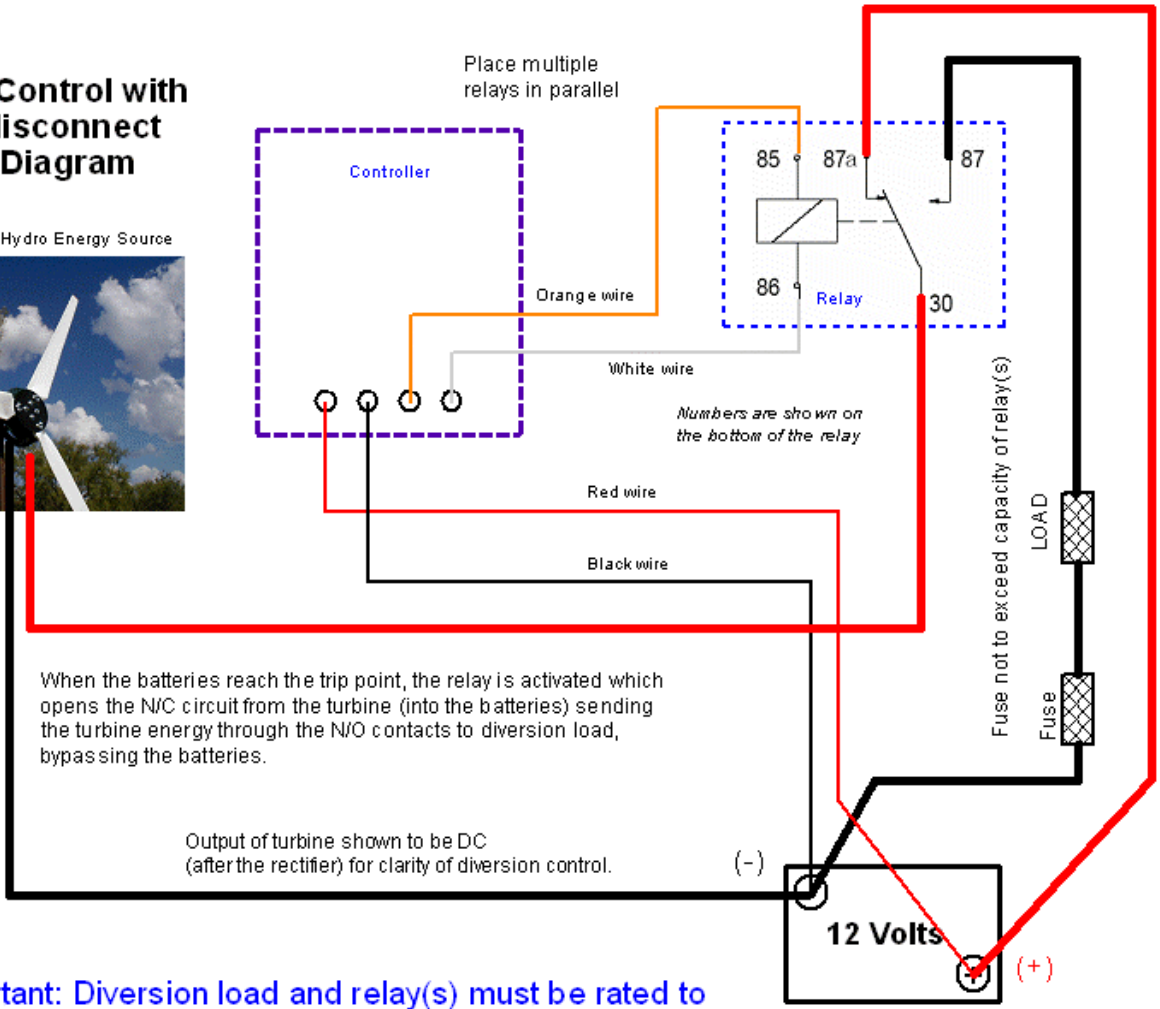 Control with
isconnect
Diagram
Hydro Energy Source
Controller
Place multiple
relays in parallel
85
87a
87
86
Relay
30
Orange wire
White wire
Numbers are shown on
the bottom of the relay
Red wire
Black wire
Fuse not to exceed capacity of relay(s)
LOAD
Fuse
When the batteries reach the trip point, the relay is activated which
opens the N/C circuit from the turbine (into the batteries) sending
the turbine energy through the N/O contacts to diversion load,
bypassing the batteries.
Output of turbine shown to be DC
(after the rectifier) for clarity of diversion control.
(-)
12 Volts
+
(+)
tant: Diversion load and relay(s) must be rated to